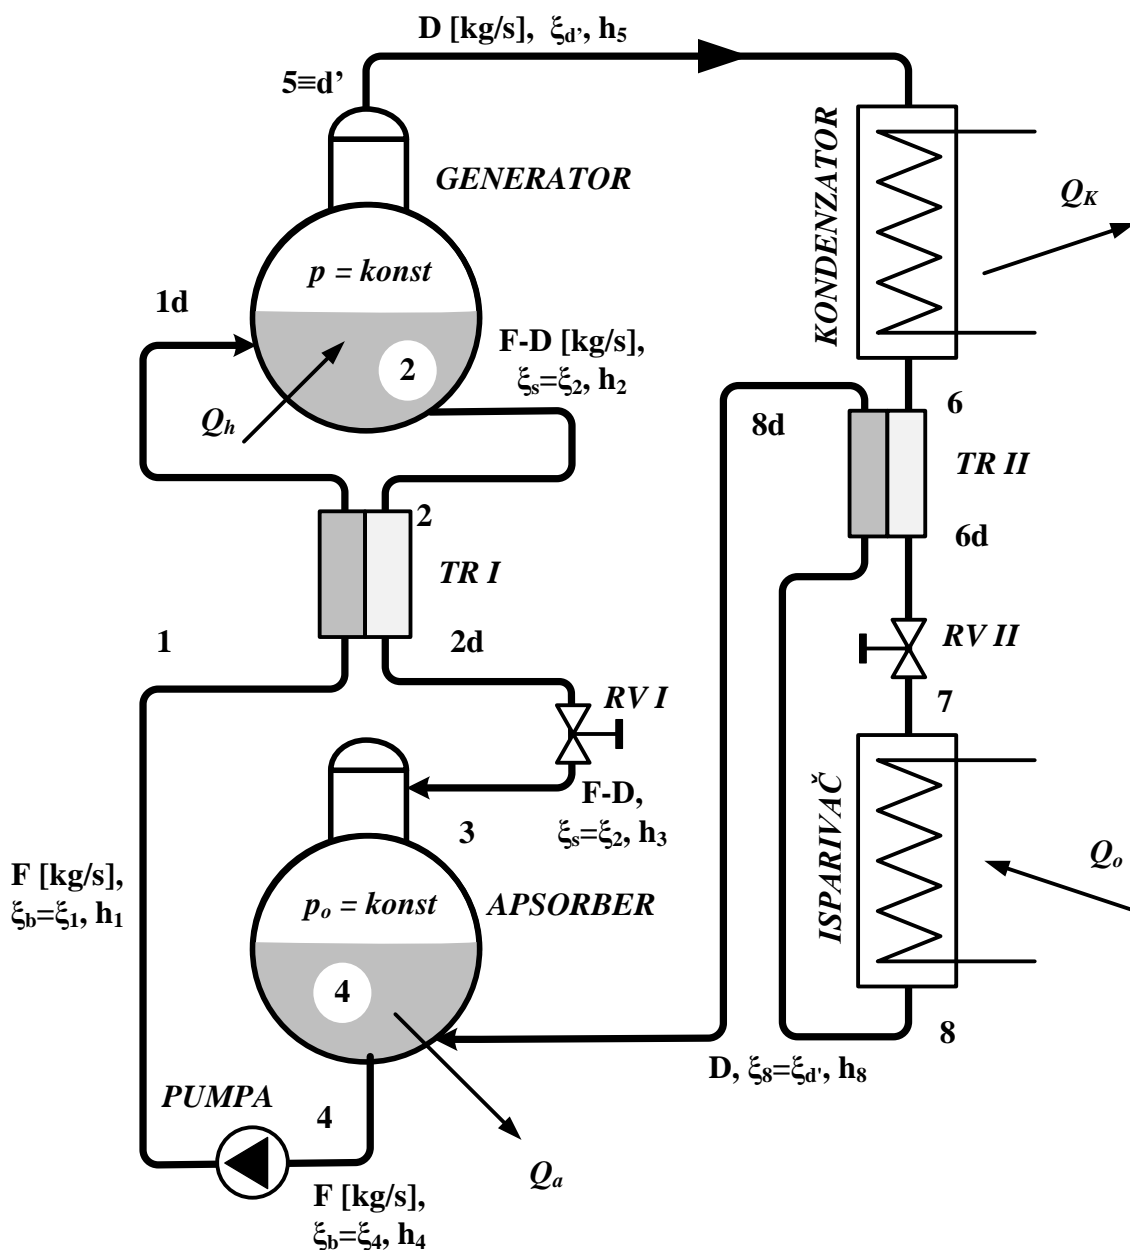 D [kg/s], ξd', h5
5≡d'
GENERATOR
KONDENZATOR
QK
p = konst
1d
F-D [kg/s],
ξs=ξ2, h2
2
Qh
8d
6
TR II
2
6d
TR I
1
2d
RV II
RV I
7
F-D,
ξs=ξ2, h3
3
ISPARIVAČ
Qo
F [kg/s],
ξb=ξ1, h1
po = konst
APSORBER
4
8
D, ξ8=ξd', h8
PUMPA
4
Qa
F [kg/s],
ξb=ξ4, h4